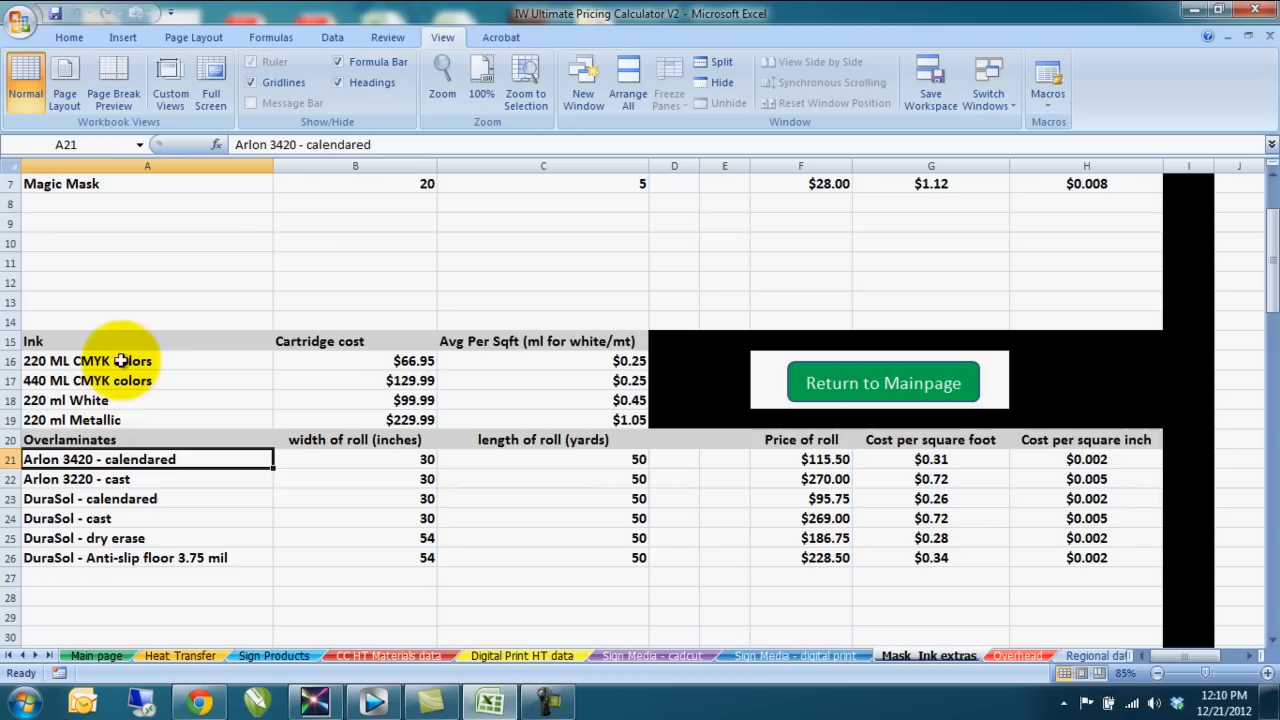 IW Ultimate Pricing Calculator V2 - Microsoft Excel
Home Insert Page Layout Formulas Data Review View Acrobat
Normal Page Layout Page Break Preview Custom Views Full Screen
Workbook Views
Ruler Formula Bar
Gridlines Headings
Message Bar
Show/Hide
Zoom 100% Zoom to Selection
Zoom
New Window Arrange All Freeze Panes
Split
Hide
Unhide
View Side by Side
Synchronous Scrolling
Reset Window Position
Window
Save Workspace Switch Windows
Macros
Macros
A21 fx Arlon 3420 - calendared
A B C D E F G H I J
7 Magic Mask 20 5 $28.00 $1.12 $0.008
8
9
10
11
12
13
14
15 Ink Cartridge cost Avg Per Sqft (ml for white/mt)
16 220 ML CMYK colors $66.95 $0.25
17 440 ML CMYK colors $129.99 $0.25
Return to Mainpage
18 220 ml White $99.99 $0.45
19 220 ml Metallic $229.99 $1.05
20 Overlaminates width of roll (inches) length of roll (yards) Price of roll Cost per square foot Cost per square inch
21 Arlon 3420 - calendared 30 50 $115.50 $0.31 $0.002
22 Arlon 3220 - cast 30 50 $270.00 $0.72 $0.005
23 DuraSol - calendared 30 50 $95.75 $0.26 $0.002
24 DuraSol - cast 30 50 $269.00 $0.72 $0.005
25 DuraSol - dry erase 54 50 $186.75 $0.28 $0.002
26 DuraSol - Anti-slip floor 3.75 mil 54 50 $228.50 $0.34 $0.002
27
28
29
30
Main page Heat Transfer Sign Products CC HT Materials data Digital Print HT data Sign Media - cadcut Sign Media - digital print Mask_Ink extras Overhead Regional dat
Ready 85%
12:10 PM
12/21/2012